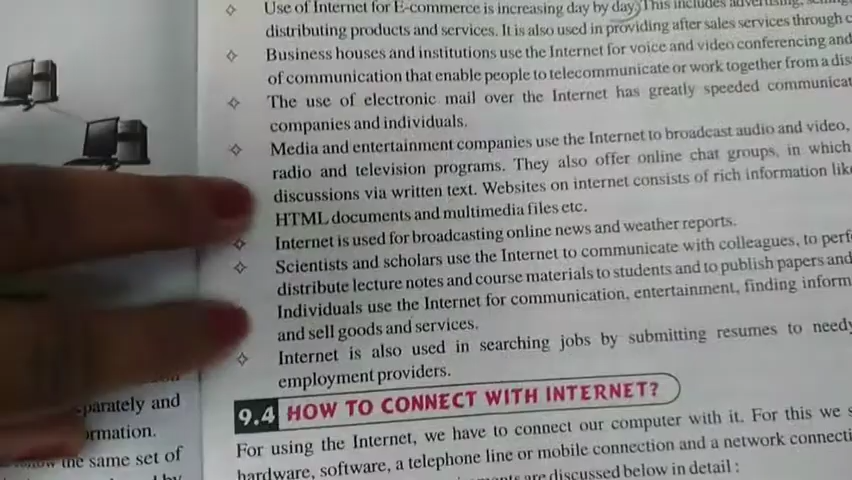 Use of Internet for E-commerce is increasing day by day. This includes advertising,
distributing products and services. It is also used in providing after sales services through
Business houses and institutions use the Internet for voice and video conferencing and
of communication that enable people to telecommunicate or work together from a
The use of electronic mail over the Internet has greatly speeded
companies and individuals.
Media and entertainment companies use the Internet to broadcast audio and video,
radio and television programs. They also offer online chat groups, in which
discussions via written text. Websites on internet consists of rich information
HTML documents and multimedia files etc.
Internet is used for broadcasting online news and weather reports.
Scientists and scholars use the Internet to communicate with colleagues, to
distribute lecture notes and course materials to students and to publish papers and
Individuals use the Internet for communication, entertainment, finding
and sell goods and services.
Internet is also used in searching jobs by submitting resumes to needy
employment providers.
9.4 HOW TO CONNECT WITH INTERNET?
For using the Internet, we have to connect our computer with it. For this we
hardware, software, a telephone line or mobile connection and a network
are discussed below in detail :
and
the same set of